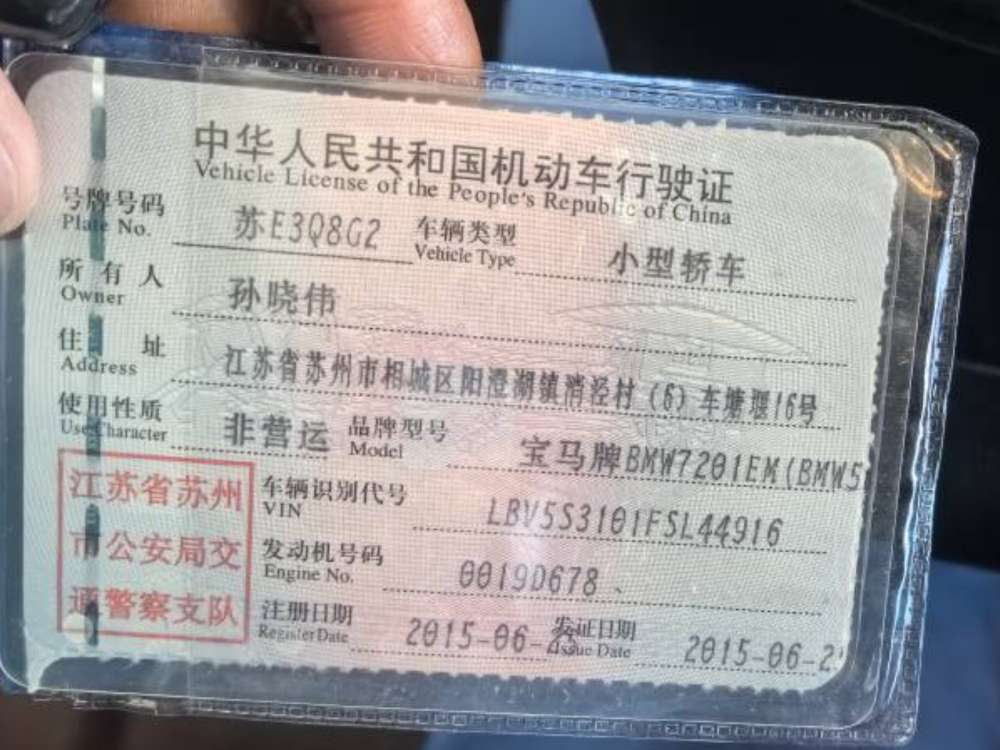 中华人民共和国机动车行驶证
Vehicle License of the People's Republic of China
号牌号码 苏E3Q8G2 车辆类型 小型轿车
Plate No. Vehicle Type
所有人 孙晓伟
Owner
住址 江苏省苏州市相城区阳澄湖镇消泾村(6)车塘堰16号
Address
使用性质 非营运 品牌型号 宝马牌BMW7201EM(BMW5
Use Character Model
江苏省苏州
市公安局交
通警察支队
车辆识别代号 LBV5S3101FSL44916
VIN
发动机号码 0019D678
Engine No.
注册日期 2015-06- 发证日期 2015-06-2
Register Date Issue Date